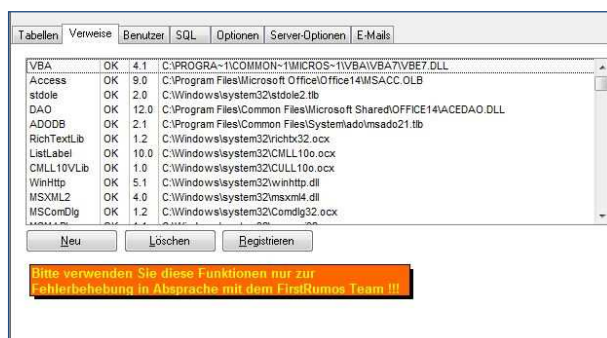 Tabellen Verweise Benutzer SQL Optionen Server-Optionen E-Mails
VBA OK 4.1 C:\PROGRA~1\COMMON~1\MICROS~1\VBA\VBA7\VBE7.DLL
Access OK 9.0 C:\Program Files\Microsoft Office\Office14\MSACC.OLB
stdole OK 2.0 C:\Windows\system32\stdole2.tlb
DAO OK 12.0 C:\Program Files\Common Files\Microsoft Shared\OFFICE14\ACEDAO.DLL
ADODB OK 2.1 C:\Program Files\Common Files\System\ado\msado21.tlb
RichTextLib OK 1.2 C:\Windows\system32\richtx32.ocx
ListLabel OK 10.0 C:\Windows\system32\CMLL10o.ocx
CMLL10VLib OK 1.0 C:\Windows\system32\CULL10o.ocx
WinHttp OK 5.1 C:\Windows\system32\winhttp.dll
MSXML2 OK 4.0 C:\Windows\system32\msxml4.dll
MSComDlg OK 1.2 C:\Windows\system32\Comdlg32.ocx
Neu Löschen Registrieren
Bitte verwenden Sie diese Funktionen nur zur
Fehlerbehebung in Absprache mit dem FirstRumos Team !!!